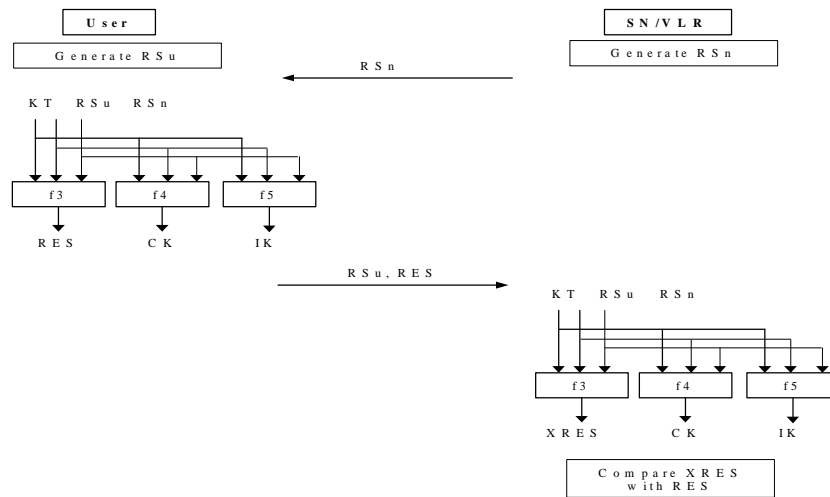 User
SN/VLR
Generate RSu
Generate RSn
RSn
KT RSu RSn
f3 f4 f5
RES CK IK
RSu, RES
KT RSu RSn
f3 f4 f5
XRES CK IK
Compare XRES
with RES